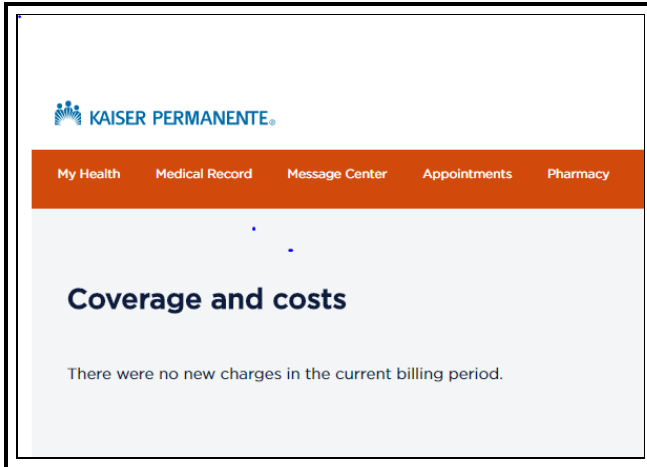 KAISER PERMANENTE®
My Health Medical Record Message Center Appointments Pharmacy
Coverage and costs
There were no new charges in the current billing period.